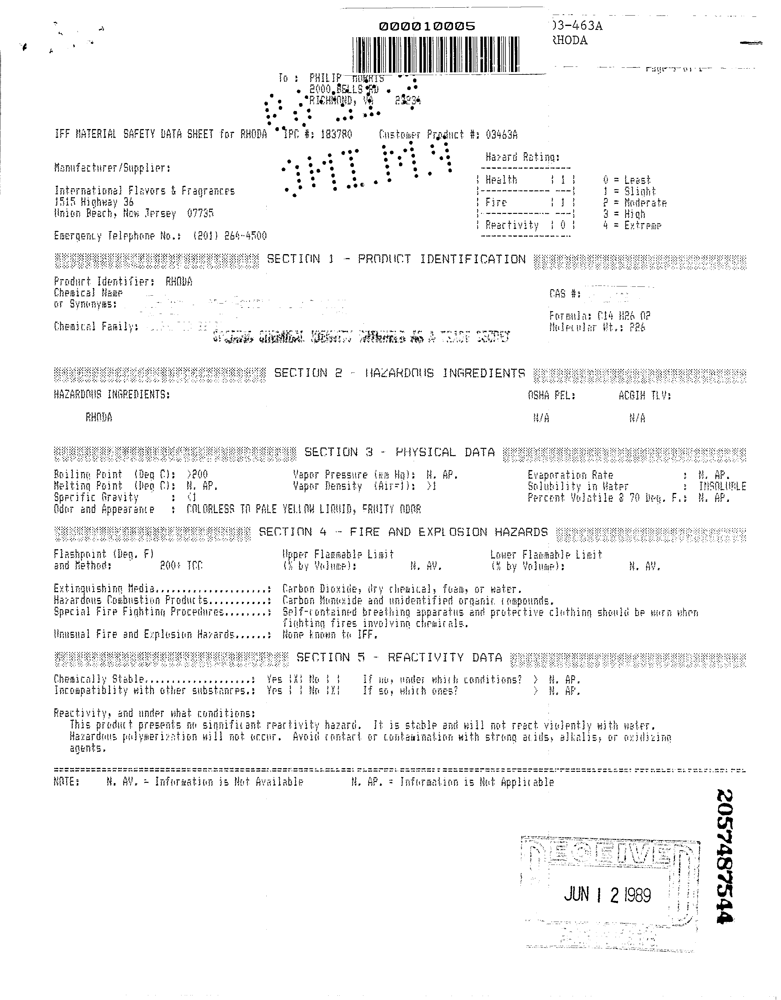 000010005
03-463A
RHODA
To : PHILIP MORRIS
2000 BELLS RD
RICHMOND, VA 23234
IFF MATERIAL SAFETY DATA SHEET for RHODA IPC #: 1837RO Customer Product #: 03463A
Hazard Rating:
Manufacturer/Supplier:
Health 1 0 = Least
International Flavors & Fragrances 1 = Slight
1515 Highway 36 Fire 1 2 = Moderate
Union Beach, New Jersey 07735 3 = High
Reactivity 0 4 = Extreme
Emergency Telephone No.: (201) 264-4500
SECTION 1 - PRODUCT IDENTIFICATION
Product Identifier: RHODA
Chemical Name CAS #:
or Synonyms:
Formula: C14 H26 O2
Chemical Family: Molecular Wt.: 226
SPECIFIC CHEMICAL IDENTITY WITHHELD AS A TRADE SECRET
SECTION 2 - HAZARDOUS INGREDIENTS
HAZARDOUS INGREDIENTS: OSHA PEL: ACGIH TLV:
RHODA N/A N/A
SECTION 3 - PHYSICAL DATA
Boiling Point (Deg C): >200 Vapor Pressure (mm Hg): N. AP. Evaporation Rate : N. AP.
Melting Point (Deg C): N. AP. Vapor Density (Air=1): >1 Solubility in Water : INSOLUBLE
Specific Gravity : <1 Percent Volatile @ 70 Deg. F.: N. AP.
Odor and Appearance : COLORLESS TO PALE YELLOW LIQUID, FRUITY ODOR
SECTION 4 - FIRE AND EXPLOSION HAZARDS
Flashpoint (Deg. F) Upper Flammable Limit Lower Flammable Limit
and Method: 200+ TCC (% by Volume): N. AV. (% by Volume): N. AV.
Extinguishing Media...................: Carbon Dioxide, dry chemical, foam, or water.
Hazardous Combustion Products..........: Carbon Monoxide and unidentified organic compounds.
Special Fire Fighting Procedures.......: Self-contained breathing apparatus and protective clothing should be worn when
fighting fires involving chemicals.
Unusual Fire and Explosion Hazards.....: None known to IFF.
SECTION 5 - REACTIVITY DATA
Chemically Stable..................: Yes |X| No | | If no, under which conditions? > N. AP.
Incompatiblity with other substances.: Yes | | No |X| If so, which ones? > N. AP.
Reactivity, and under what conditions:
This product presents no significant reactivity hazard. It is stable and will not react violently with water.
Hazardous polymerization will not occur. Avoid contact or contamination with strong acids, alkalis, or oxidizing
agents.
NOTE: N. AV. = Information is Not Available N. AP. = Information is Not Applicable
2057487544
RECEIVED
JUN 12 1989